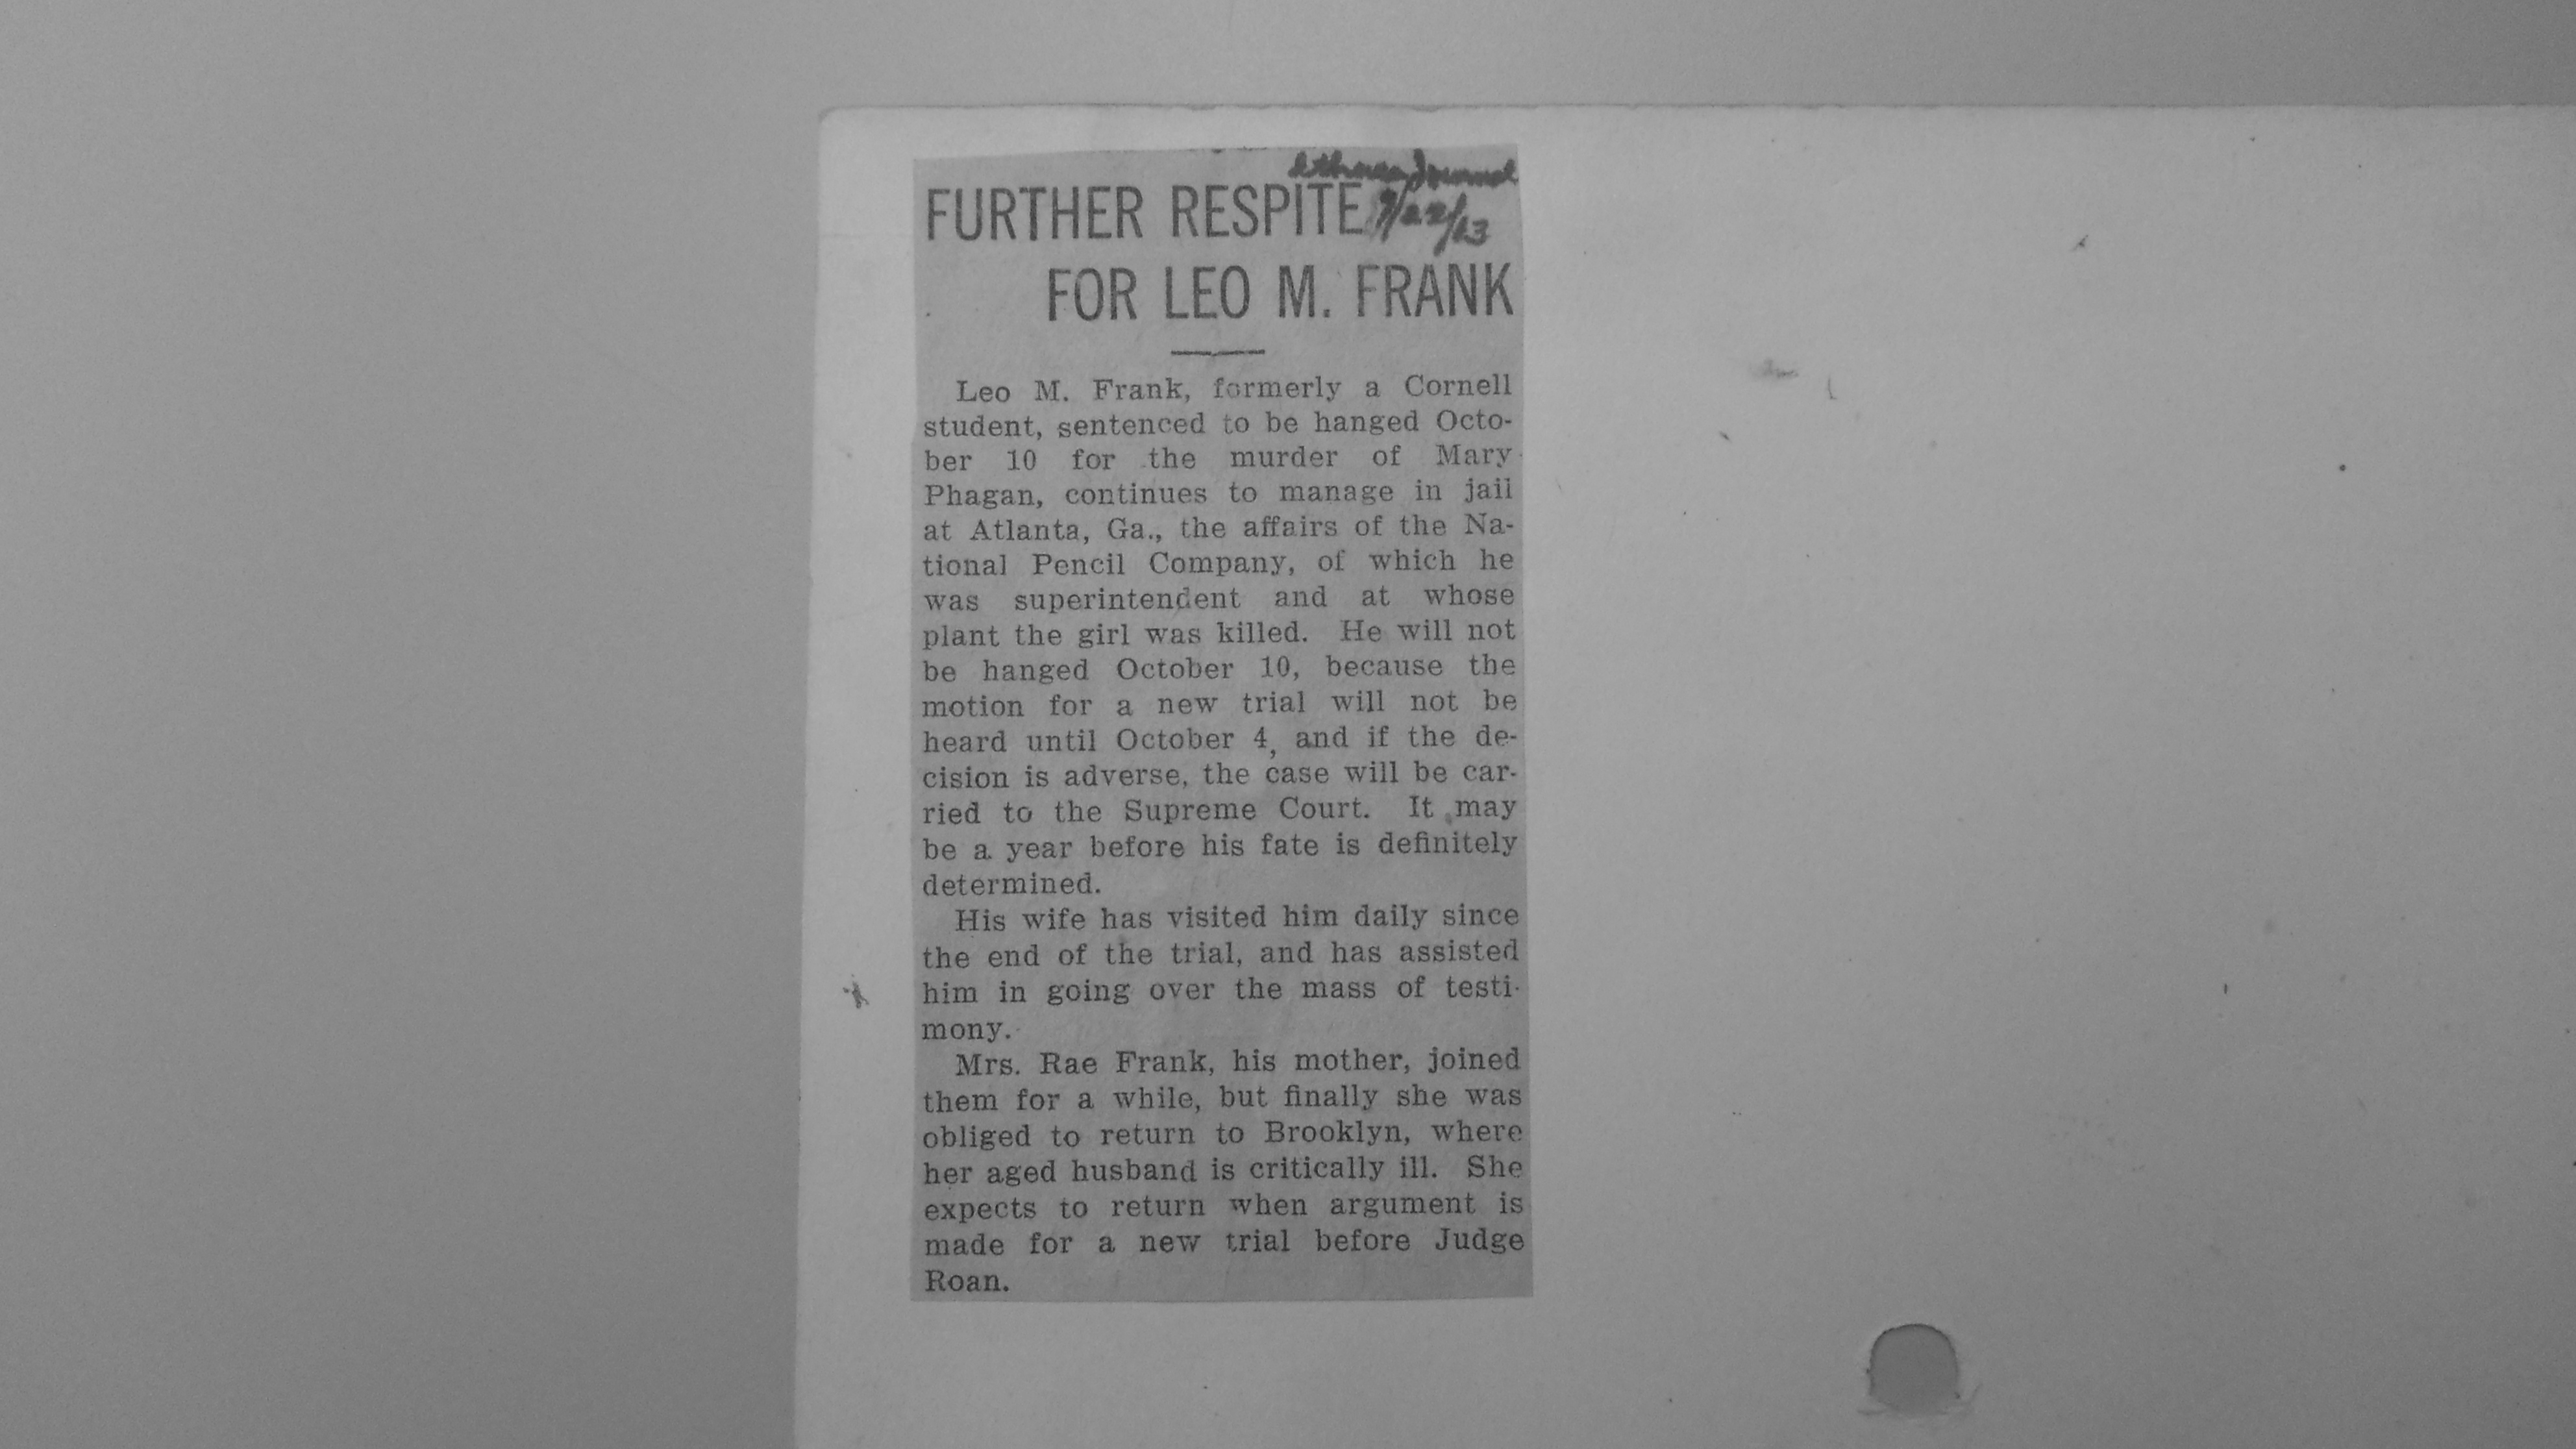 Ithaca Journal
FURTHER RESPITE 9/22/13
FOR LEO M. FRANK
Leo M. Frank, formerly a Cornell
student, sentenced to be hanged Octo-
ber 10 for the murder of Mary
Phagan, continues to manage in jail
at Atlanta, Ga., the affairs of the Na-
tional Pencil Company, of which he
was superintendent and at whose
plant the girl was killed. He will not
be hanged October 10, because the
motion for a new trial will not be
heard until October 4, and if the de-
cision is adverse, the case will be car-
ried to the Supreme Court. It may
be a year before his fate is definitely
determined.
His wife has visited him daily since
the end of the trial, and has assisted
him in going over the mass of testi-
mony.
Mrs. Rae Frank, his mother, joined
them for a while, but finally she was
obliged to return to Brooklyn, where
her aged husband is critically ill. She
expects to return when argument is
made for a new trial before Judge
Roan.